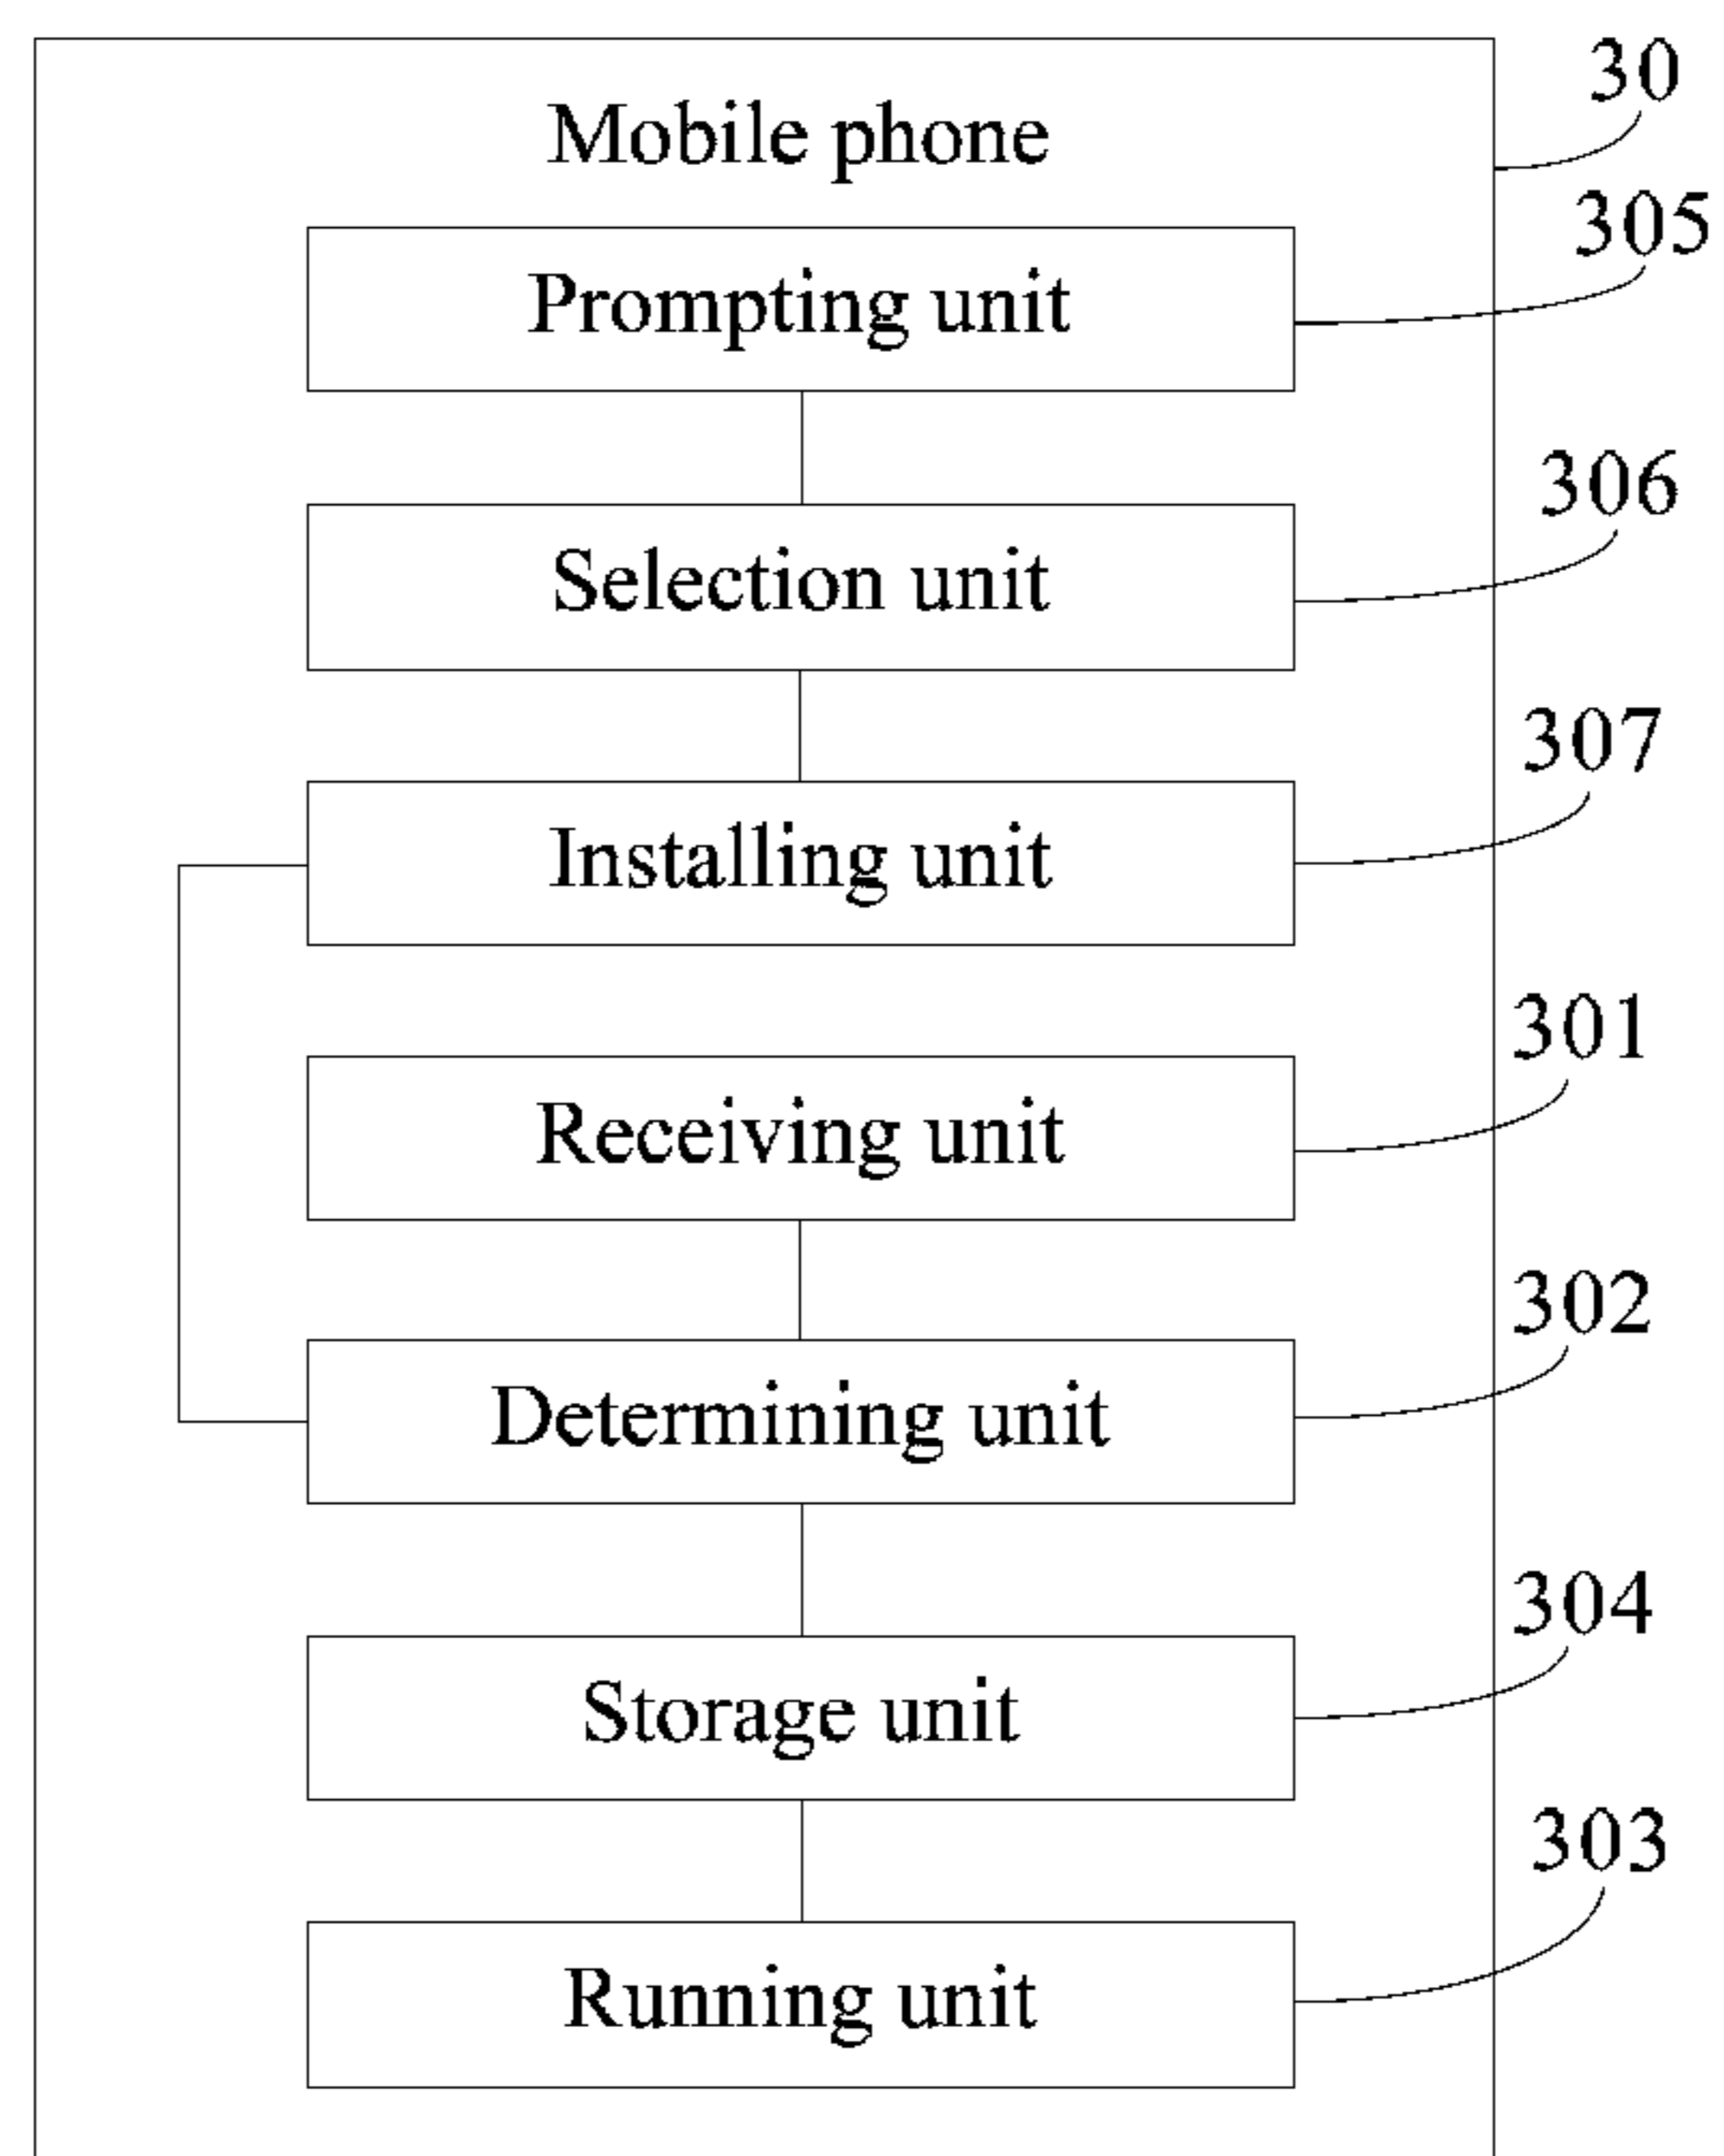 30
Mobile phone
305
Prompting unit
306
Selection unit
307
Installing unit
301
Receiving unit
302
Determining unit
304
Storage unit
303
Running unit